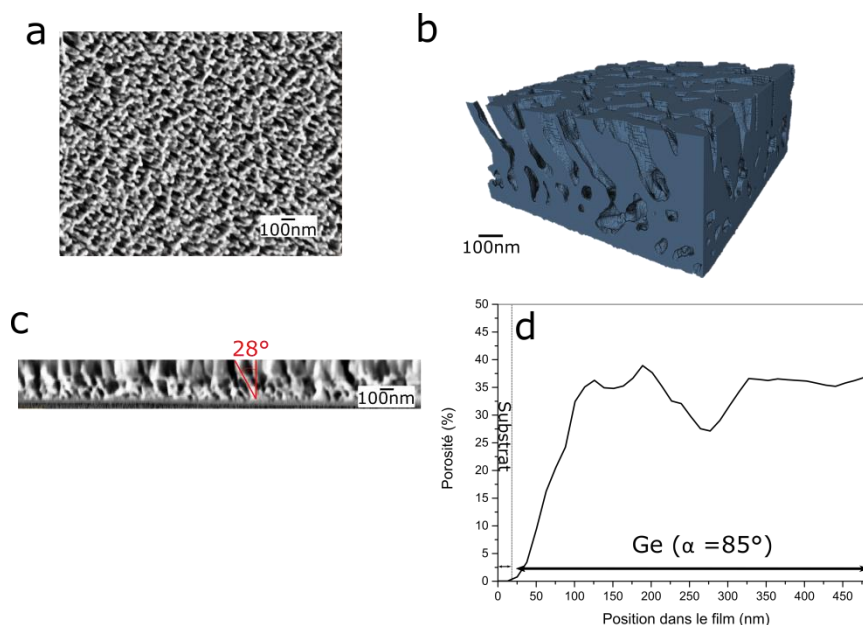 a
100nm
b
100nm
c
28°
100nm
d
50
45
40
35
30
25
20
15
10
5
0
Porosité (%)
Substrat
Ge (α =85°)
0
50
100
150
200
250
300
350
400
450
Position dans le film (nm)